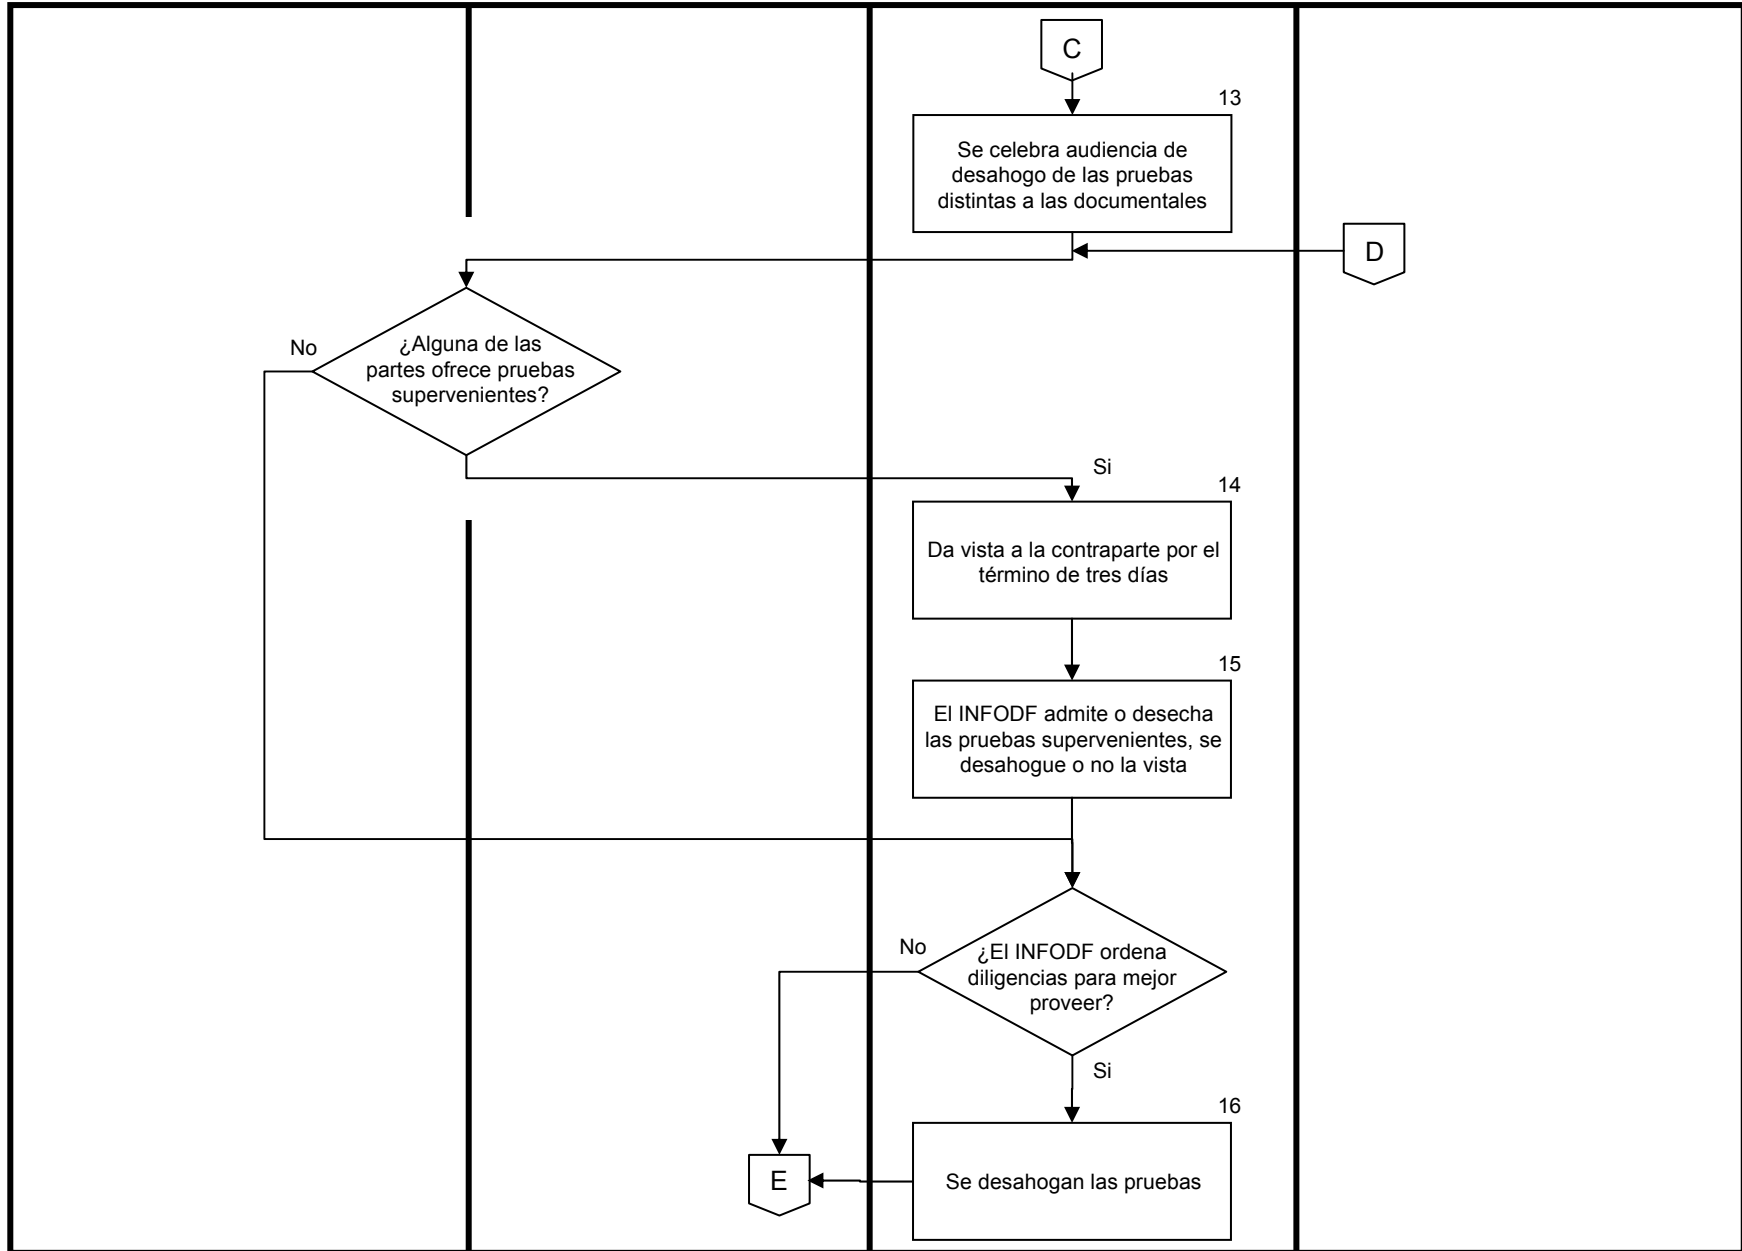 C
13
Se celebra audiencia de
desahogo de las pruebas
distintas a las documentales
D
No
¿Alguna de las
partes ofrece pruebas
supervenientes?
Si
14
Da vista a la contraparte por el
término de tres días
15
El INFODF admite o desecha
las pruebas supervenientes, se
desahogue o no la vista
No
¿El INFODF ordena
diligencias para mejor
proveer?
Si
16
Se desahogan las pruebas
E